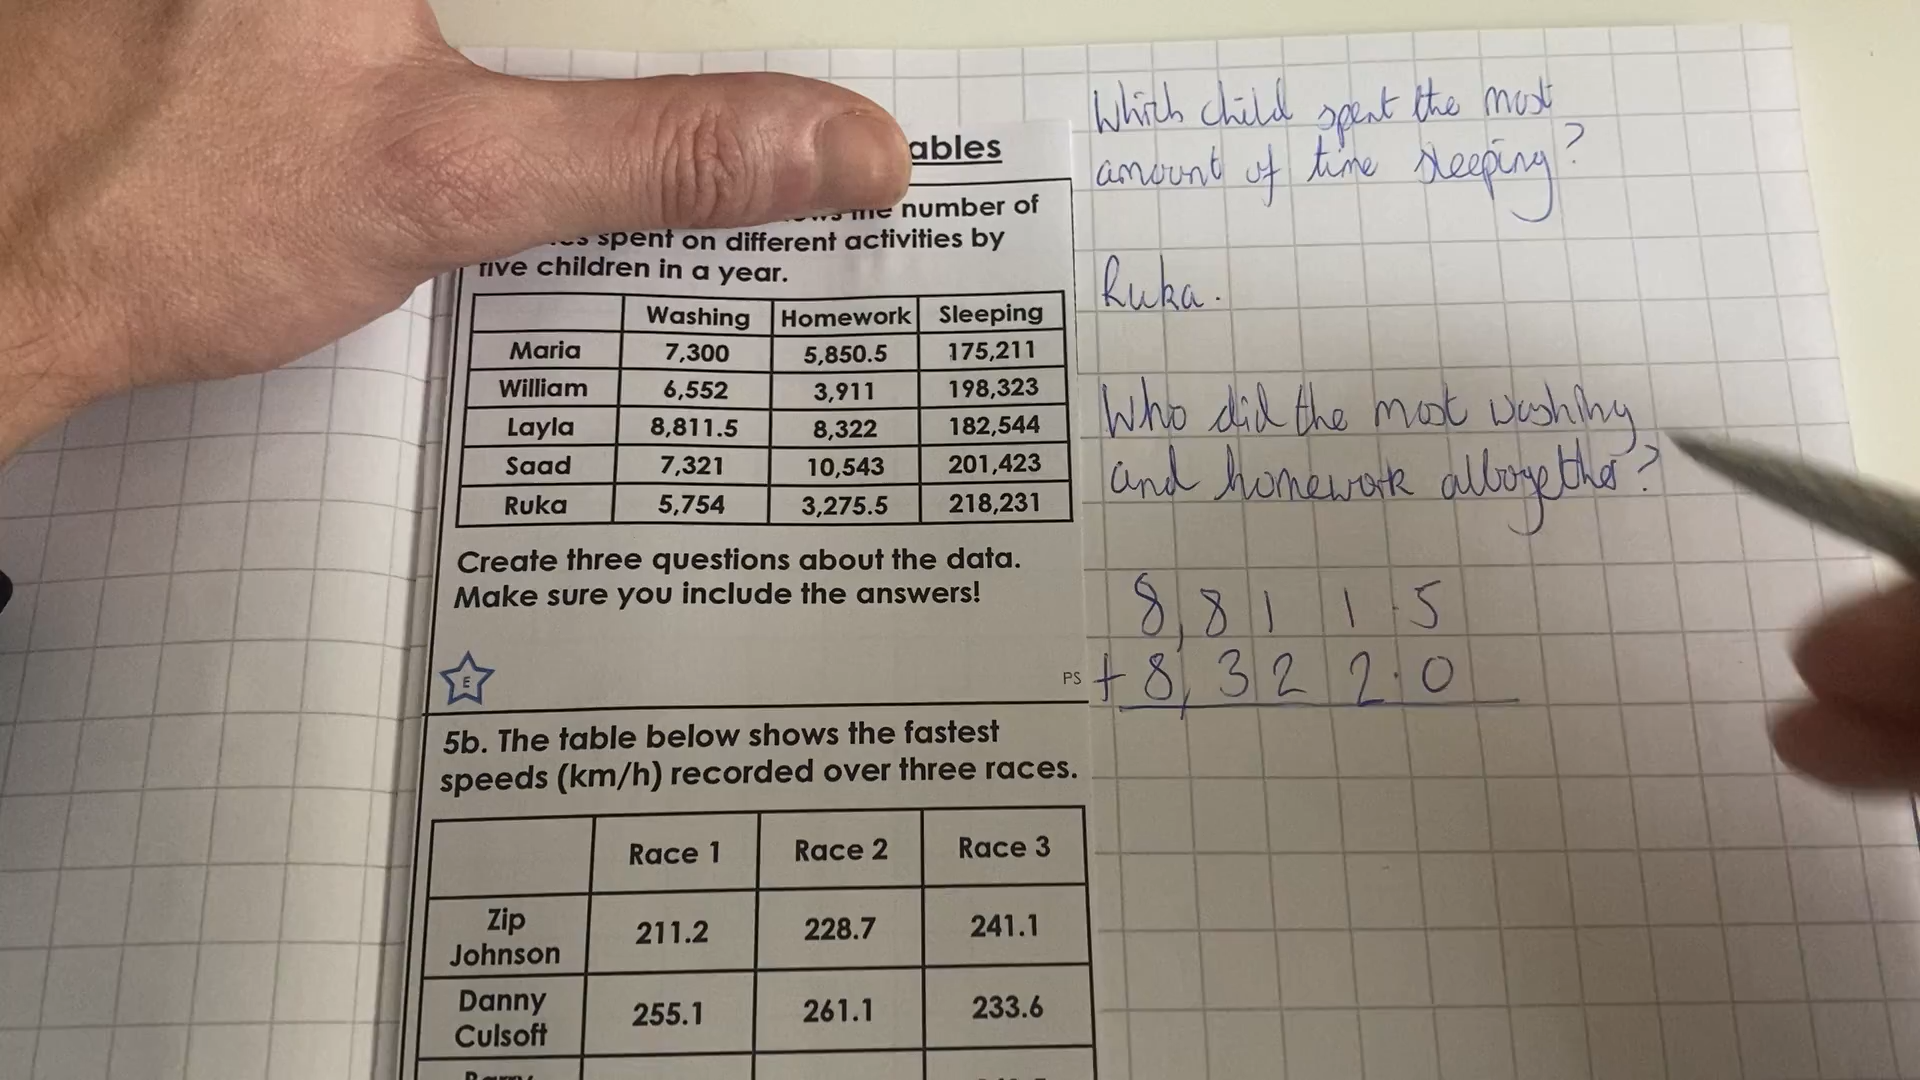 ables
the number of
spent on different activities by
five children in a year.
Washing Homework Sleeping
Maria 7,300 5,850.5 175,211
William 6,552 3,911 198,323
Layla 8,811.5 8,322 182,544
Saad 7,321 10,543 201,423
Ruka 5,754 3,275.5 218,231
Create three questions about the data.
Make sure you include the answers!
E
PS
5b. The table below shows the fastest
speeds (km/h) recorded over three races.
Race 1 Race 2 Race 3
Zip
Johnson 211.2 228.7 241.1
Danny
Culsoft 255.1 261.1 233.6
Which child spent the most
amount of time sleeping?
Ruka.
Who did the most washing
and homework altogether?
8,811.5
+8,322.0